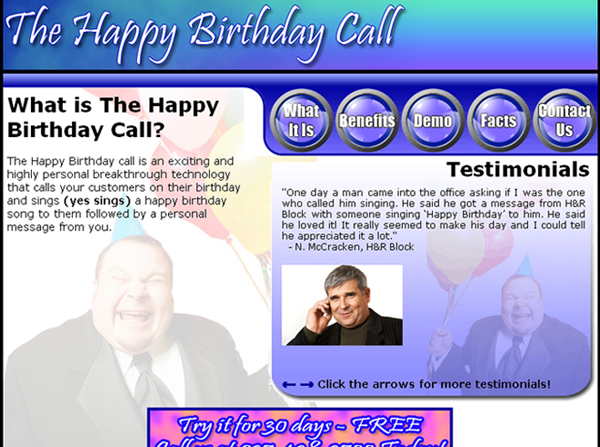 The Happy Birthday Call
What
It Is
Benefits
Demo
Facts
Contact
Us
What is The Happy
Birthday Call?
The Happy Birthday call is an exciting and
highly personal breakthrough technology
that calls your customers on their birthday
and sings (yes sings) a happy birthday
song to them followed by a personal
message from you.
Testimonials
"One day a man came into the office asking if I was the one
who called him singing. He said he got a message from H&R
Block with someone singing 'Happy Birthday' to him. He said
he loved it! It really seemed to make his day and I could tell
he appreciated it a lot."
- N. McCracken, H&R Block
Click the arrows for more testimonials!
Try it for 30 days ~ FREE